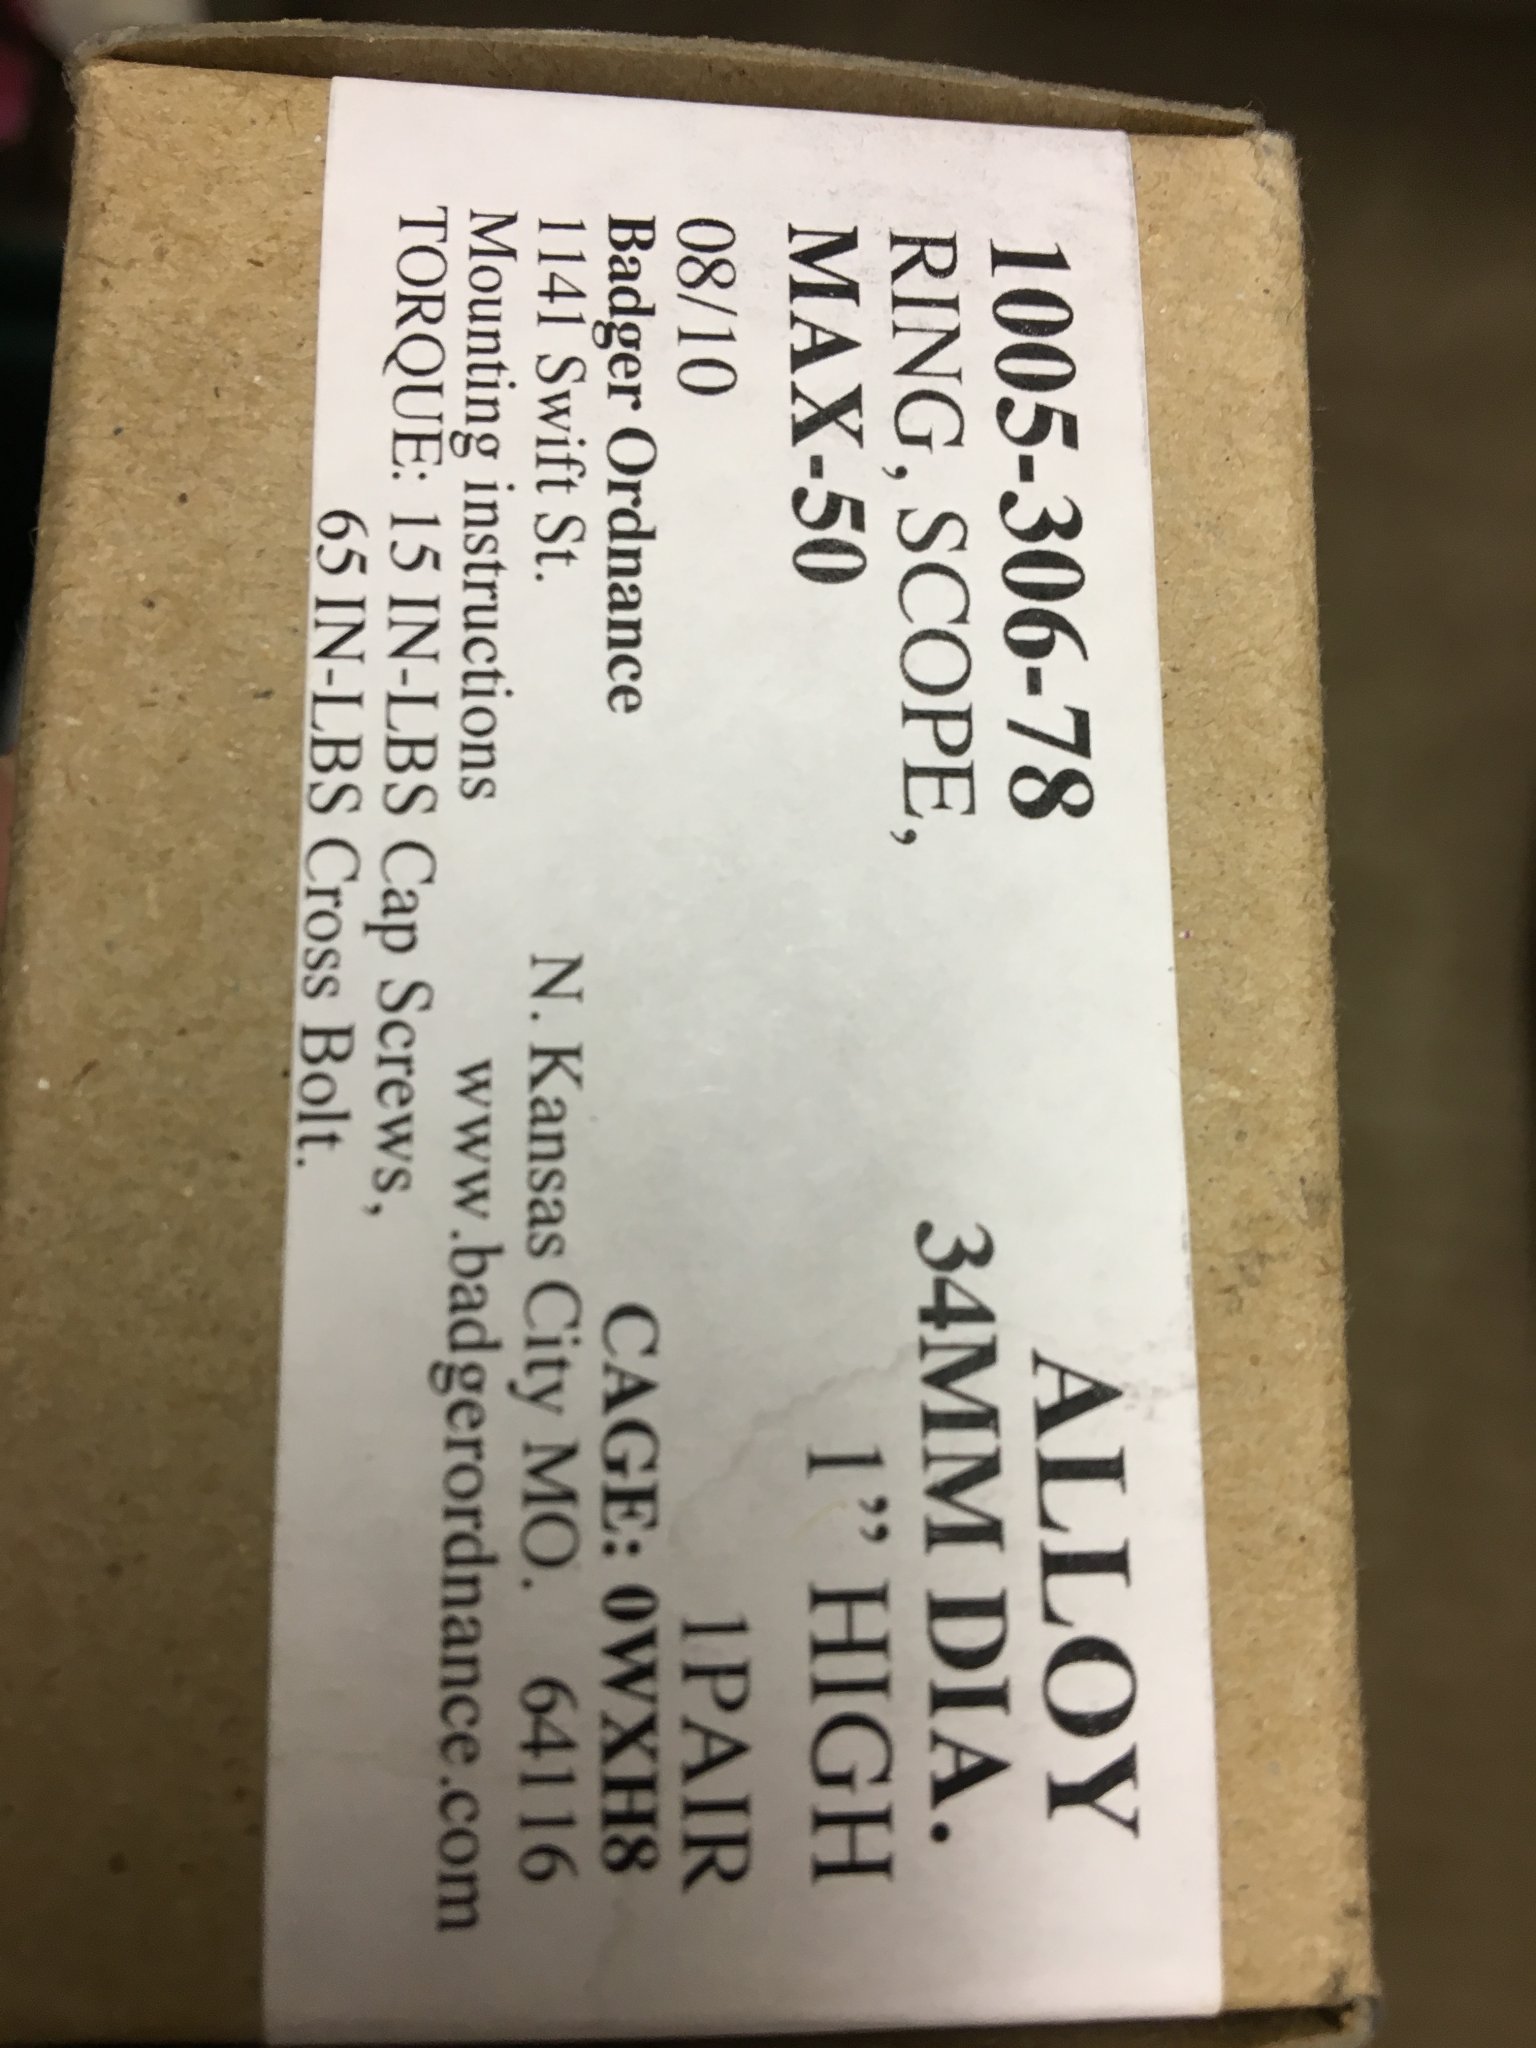 1005-306-78 ALLOY
RING, SCOPE, 34MM DIA.
MAX-50 1” HIGH
08/10 1PAIR
Badger Ordnance CAGE: 0WXH8
1141 Swift St. N. Kansas City MO. 64116
Mounting instructions www.badgerordnance.com
TORQUE: 15 IN-LBS Cap Screws,
65 IN-LBS Cross Bolt.